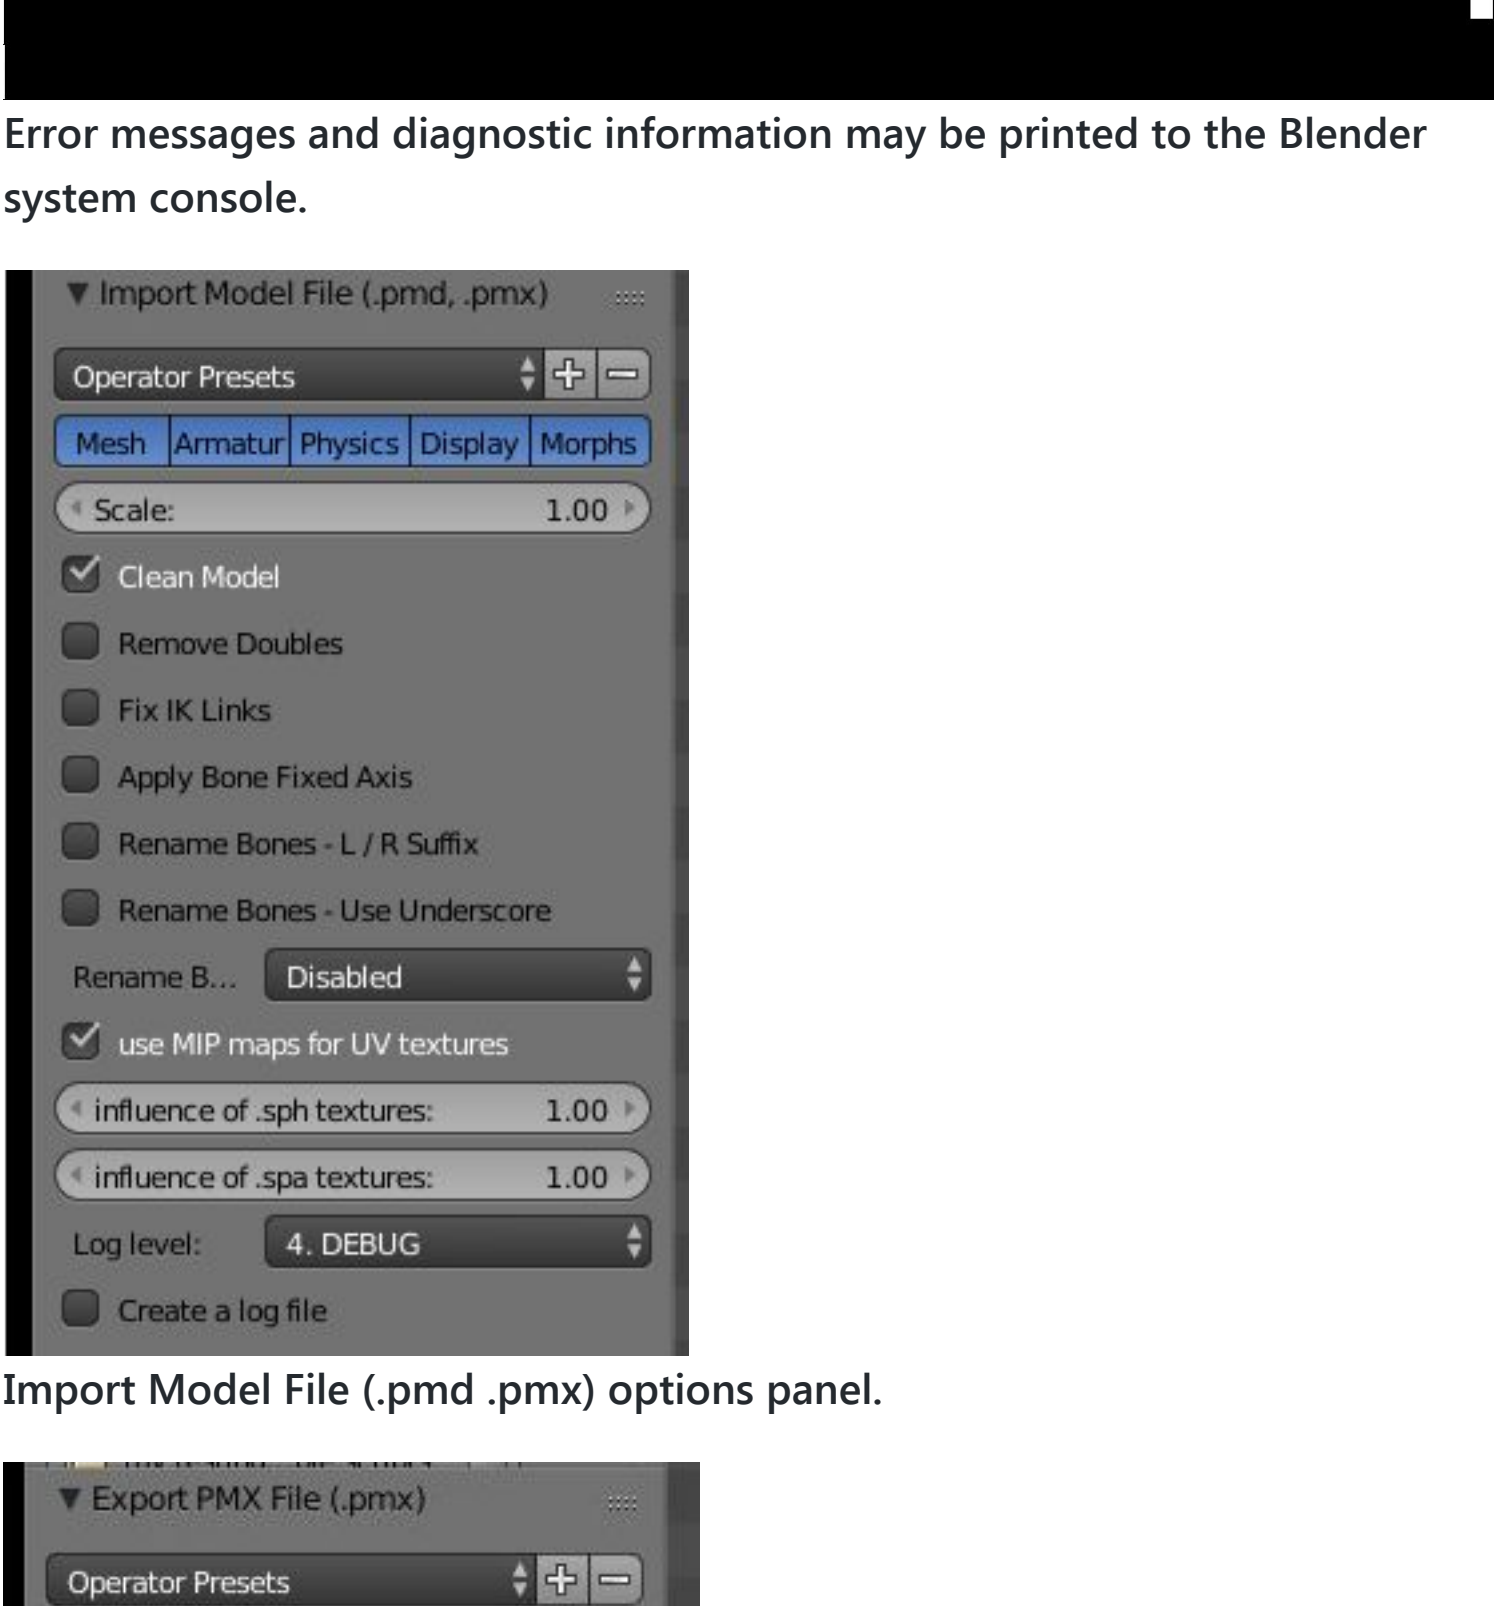 Error messages and diagnostic information may be printed to the Blender
system console.
Import Model File (.pmd, .pmx)
Operator Presets
Mesh Armatur Physics Display Morphs
Scale: 1.00
Clean Model
Remove Doubles
Fix IK Links
Apply Bone Fixed Axis
Rename Bones - L / R Suffix
Rename Bones - Use Underscore
Rename B... Disabled
use MIP maps for UV textures
influence of .sph textures: 1.00
influence of .spa textures: 1.00
Log level: 4. DEBUG
Create a log file
Import Model File (.pmd .pmx) options panel.
Export PMX File (.pmx)
Operator Presets